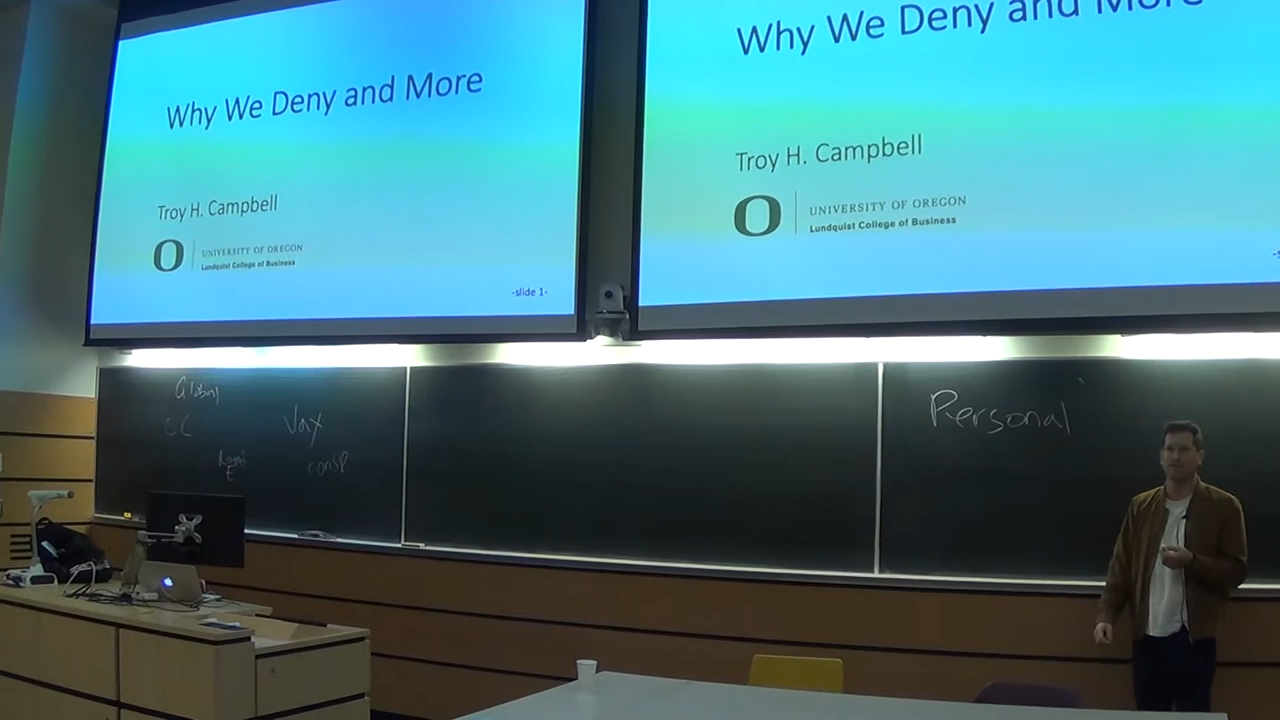 Why We Deny and More
Troy H. Campbell
O
UNIVERSITY OF OREGON
Lundquist College of Business
-slide 1-
Why We Deny and More
Troy H. Campbell
O
UNIVERSITY OF OREGON
Lundquist College of Business
CC
Vax
E
consp
Personal